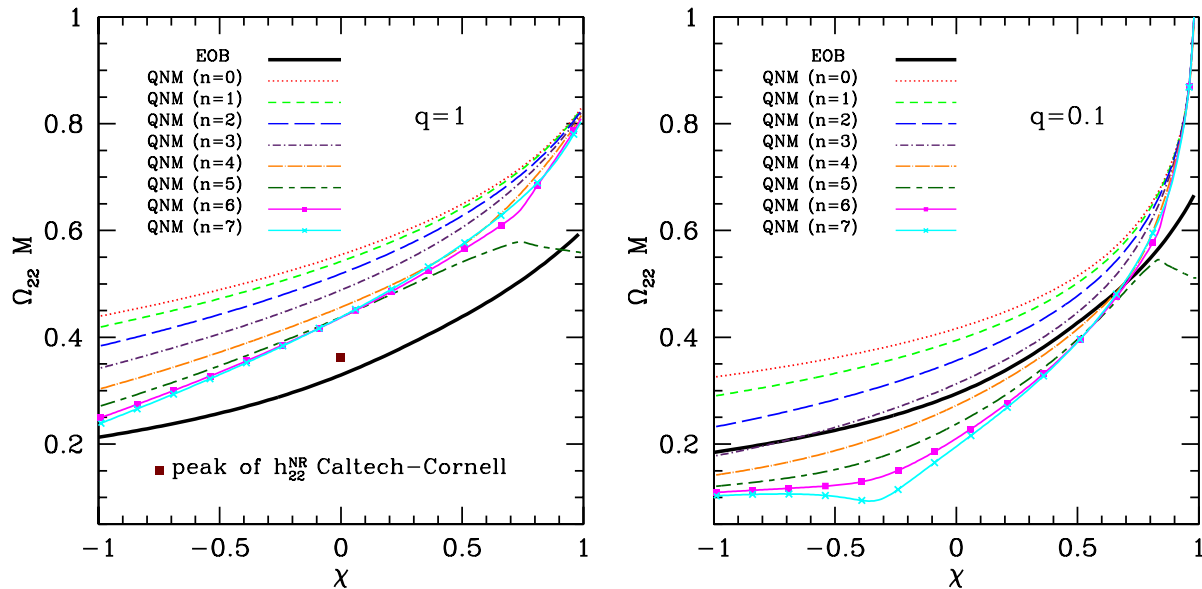 EOB
QNM (n=0)
QNM (n=1)
QNM (n=2)
QNM (n=3)
QNM (n=4)
QNM (n=5)
QNM (n=6)
QNM (n=7)
q=1
peak of h₂₂ᴺᴿ Caltech−Cornell
Ω₂₂ M
1
0.8
0.6
0.4
0.2
−1
−0.5
0
0.5
1
χ
EOB
QNM (n=0)
QNM (n=1)
QNM (n=2)
QNM (n=3)
QNM (n=4)
QNM (n=5)
QNM (n=6)
QNM (n=7)
q=0.1
Ω₂₂ M
1
0.8
0.6
0.4
0.2
−1
−0.5
0
0.5
1
χ